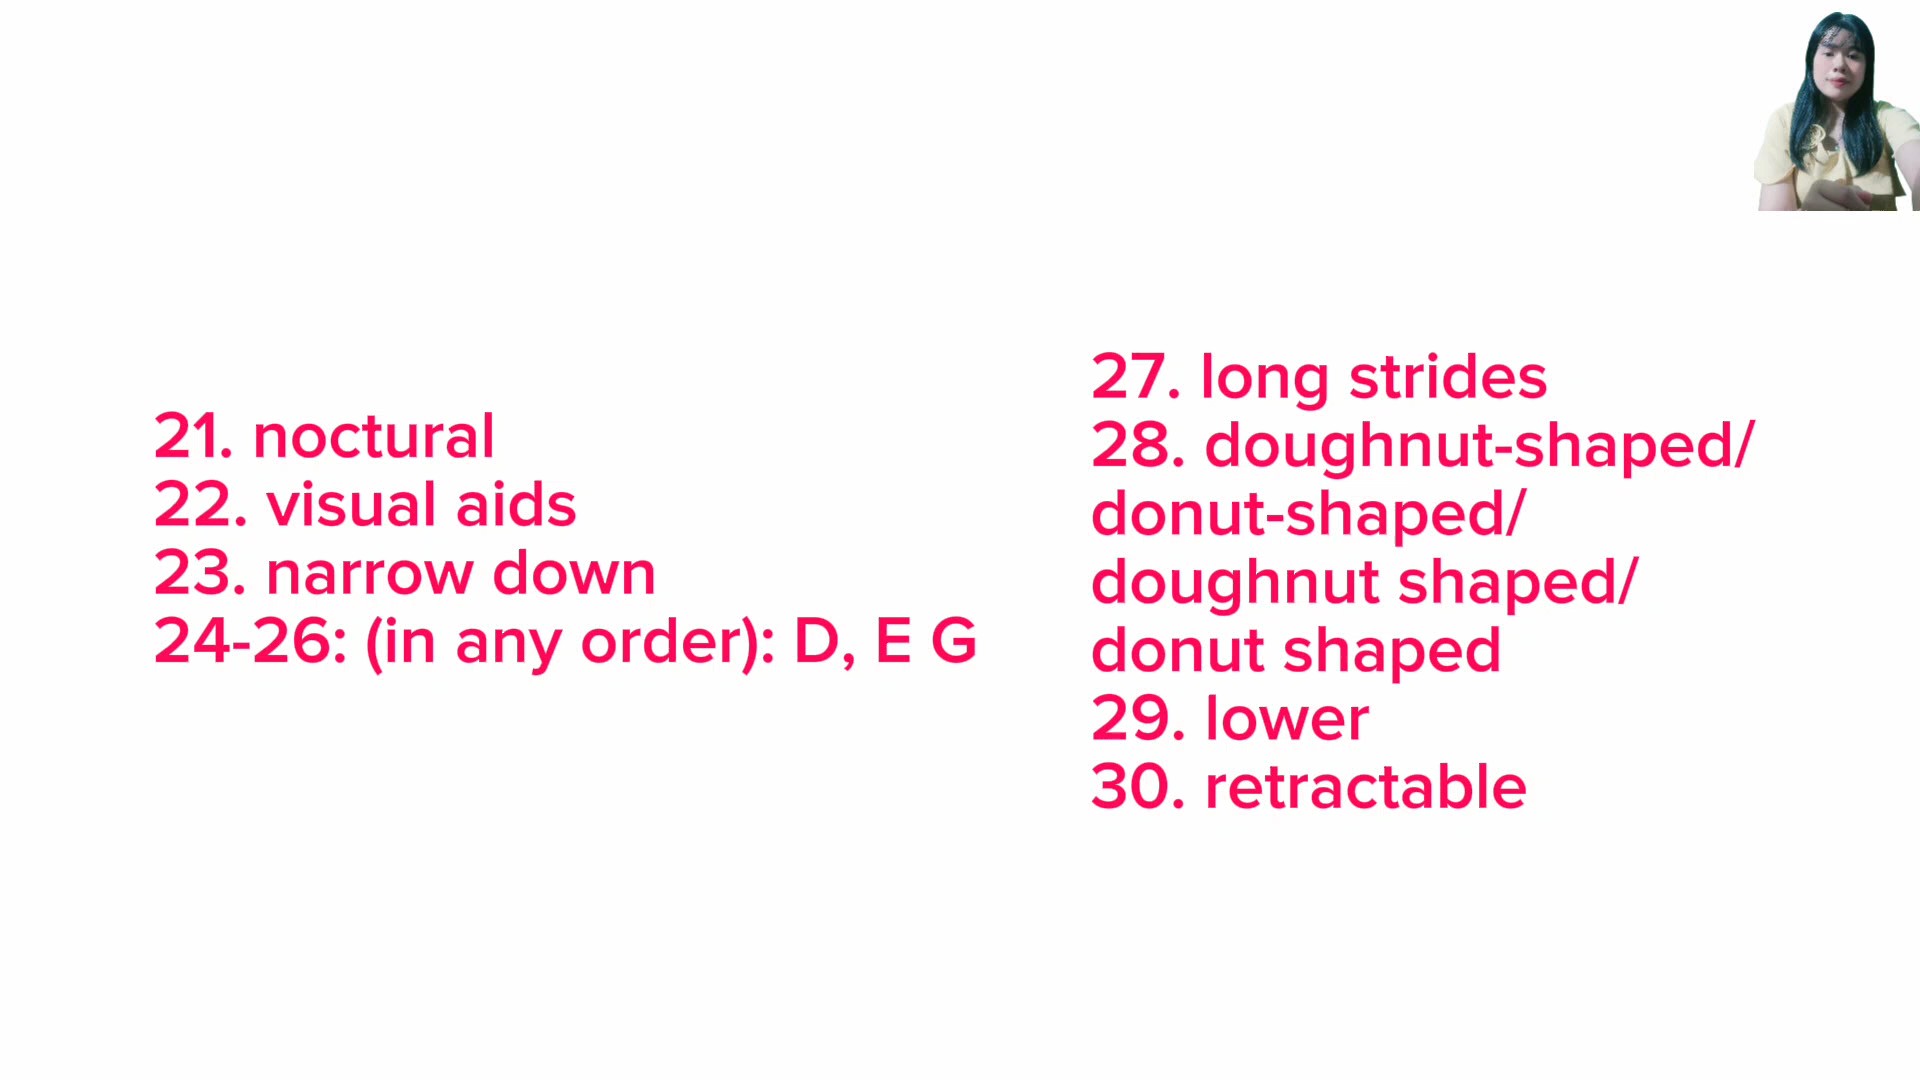 21. noctural
22. visual aids
23. narrow down
24-26: (in any order): D, E G
27. long strides
28. doughnut-shaped/
donut-shaped/
doughnut shaped/
donut shaped
29. lower
30. retractable